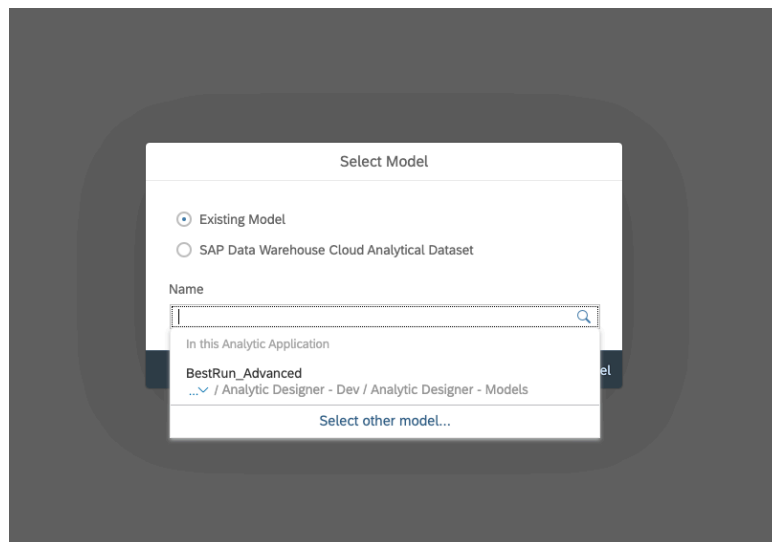 Select Model
Existing Model
SAP Data Warehouse Cloud Analytical Dataset
Name
In this Analytic Application
BestRun_Advanced
... / Analytic Designer - Dev / Analytic Designer - Models
Select other model...